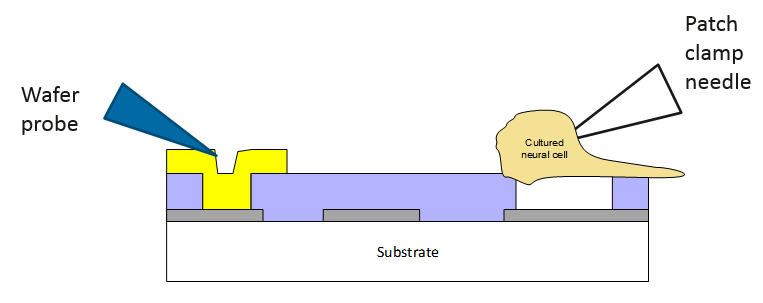 Patch
clamp
needle
Wafer
probe
Cultured
neural cell
Substrate